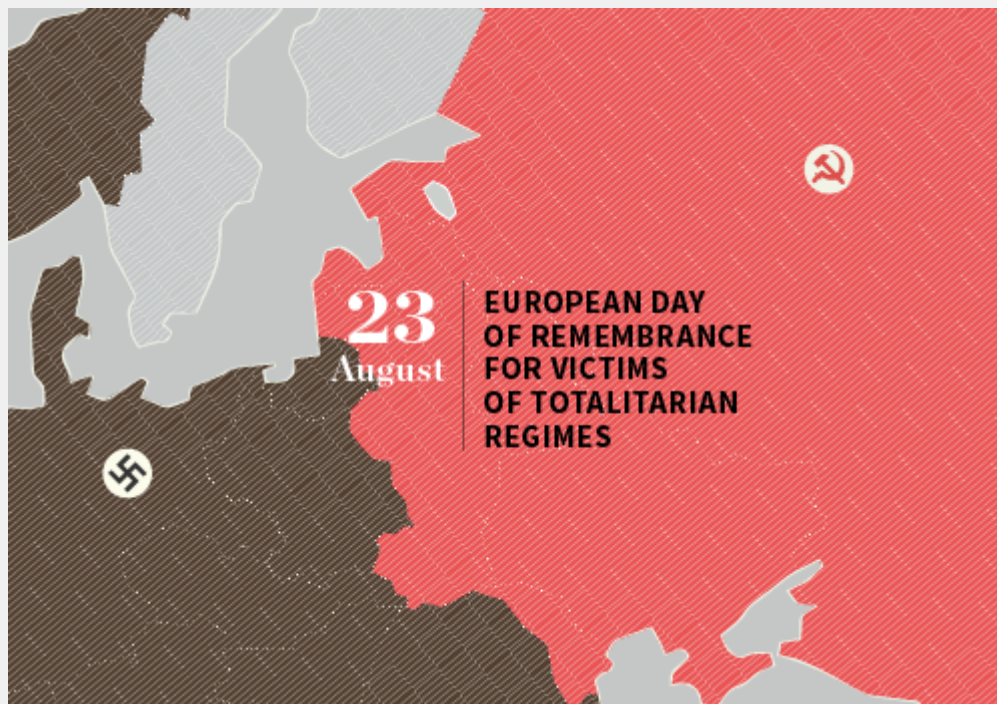 23
August
EUROPEAN DAY
OF REMEMBRANCE
FOR VICTIMS
OF TOTALITARIAN
REGIMES